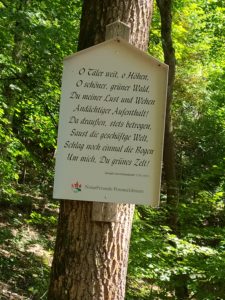 O Täler weit, o Höhen,
O schöner, grüner Wald,
Du meiner Lust und Wehen
Andächtiger Aufenthalt!
Da draußen, stets betrogen,
Saust die geschäftge Welt,
Schlag noch einmal die Bogen
Um mich, Du grünes Zelt!
NaturFreunde